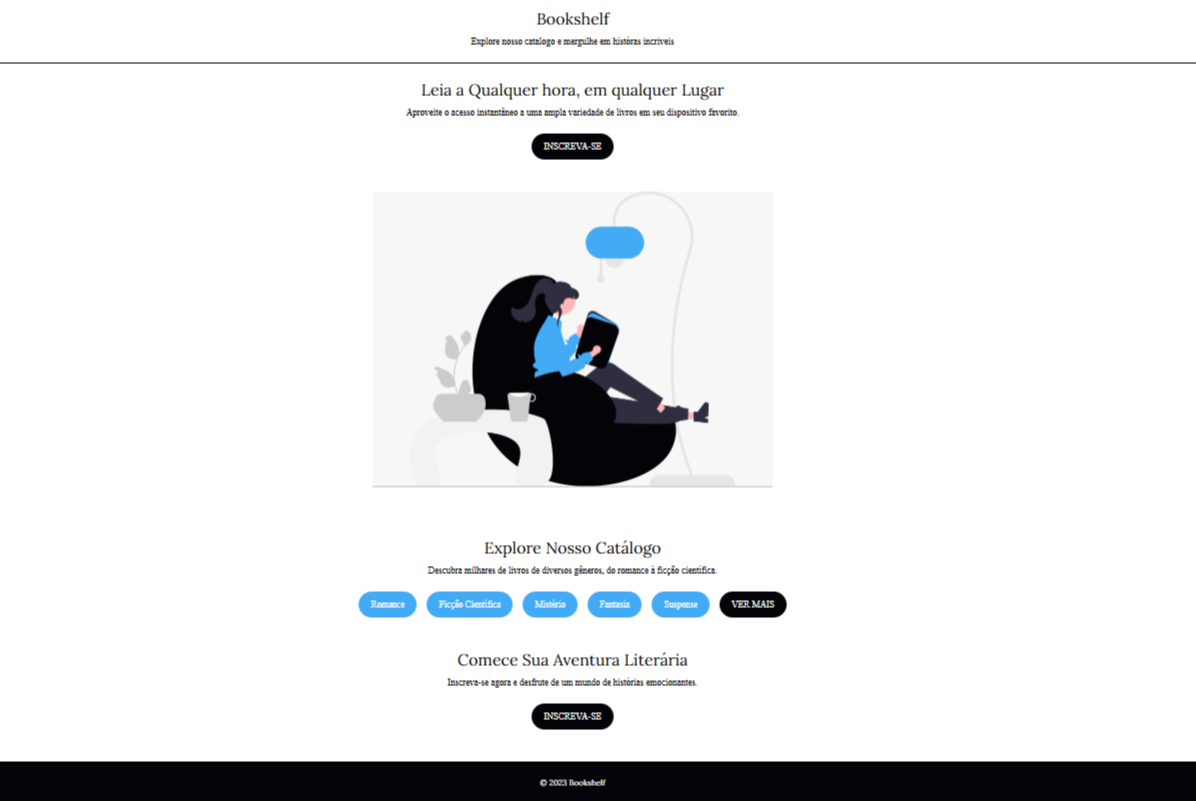 Bookshelf
Explore nosso catalogo e mergulhe em históras incríveis
Leia a Qualquer hora, em qualquer Lugar
Aproveite o acesso instantâneo a uma ampla variedade de livros em seu dispositivo favorito.
INSCREVA-SE
Explore Nosso Catálogo
Descubra milhares de livros de diversos gêneros, do romance à ficção científica.
Romance Ficção Científica Mistério Fantasia Suspense VER MAIS
Comece Sua Aventura Literária
Inscreva-se agora e desfrute de um mundo de histórias emocionantes.
INSCREVA-SE
© 2023 Bookshelf